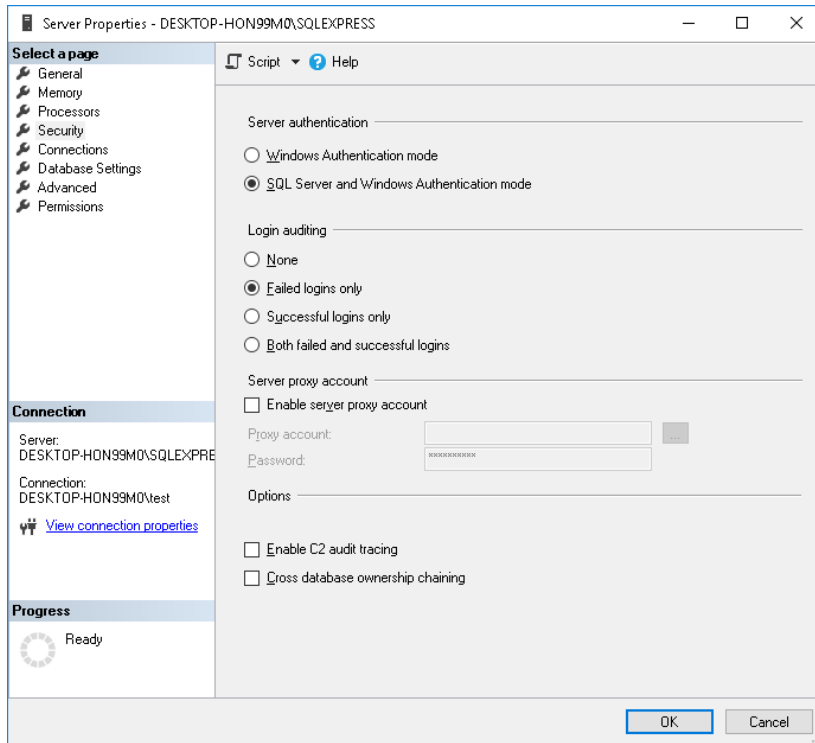 Server Properties - DESKTOP-HON99M0\SQLEXPRESS
Select a page
General
Memory
Processors
Security
Connections
Database Settings
Advanced
Permissions
Script Help
Server authentication
Windows Authentication mode
SQL Server and Windows Authentication mode
Login auditing
None
Failed logins only
Successful logins only
Both failed and successful logins
Server proxy account
Enable server proxy account
Proxy account:
...
Password:
**********
Options
Enable C2 audit tracing
Cross database ownership chaining
Connection
Server:
DESKTOP-HON99M0\SQLEXPRE
Connection:
DESKTOP-HON99M0\test
View connection properties
Progress
Ready
OK
Cancel